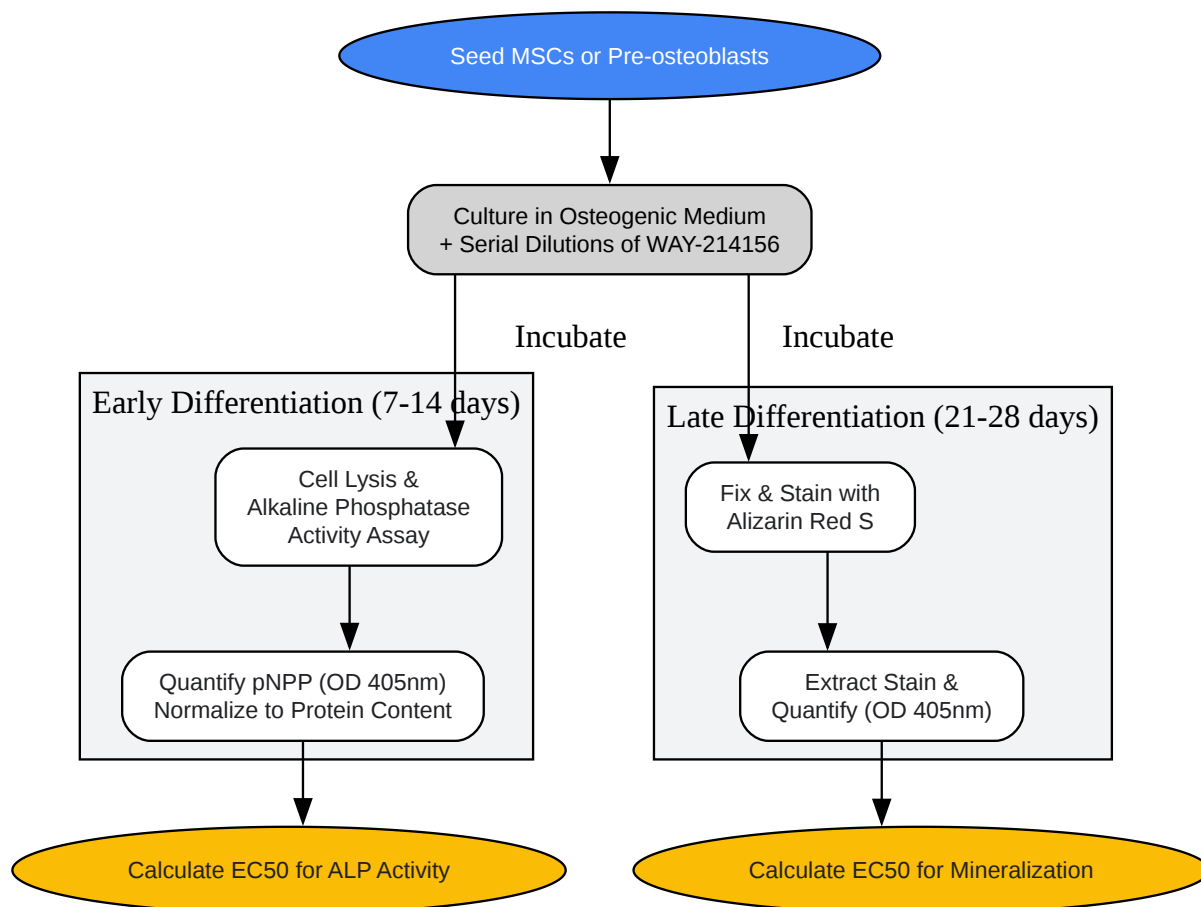 Seed MSCs or Pre-osteoblasts
Culture in Osteogenic Medium
+ Serial Dilutions of WAY-214156
Incubate
Incubate
Early Differentiation (7-14 days)
Cell Lysis &
Alkaline Phosphatase
Activity Assay
Quantify pNPP (OD 405nm)
Normalize to Protein Content
Calculate EC50 for ALP Activity
Late Differentiation (21-28 days)
Fix & Stain with
Alizarin Red S
Extract Stain &
Quantify (OD 405nm)
Calculate EC50 for Mineralization